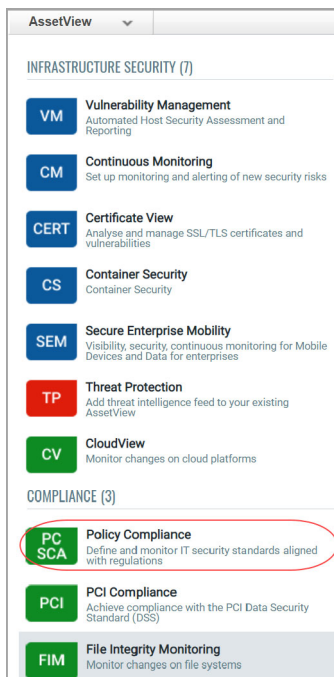 AssetView
INFRASTRUCTURE SECURITY (7)
VM
Vulnerability Management
Automated Host Security Assessment and
Reporting
CM
Continuous Monitoring
Set up monitoring and alerting of new security risks
CERT
Certificate View
Analyse and manage SSL/TLS certificates and
vulnerabilities
CS
Container Security
Container Security
SEM
Secure Enterprise Mobility
Visibility, security, continuous monitoring for Mobile
Devices and Data for enterprises
TP
Threat Protection
Add threat intelligence feed to your existing
AssetView
CV
CloudView
Monitor changes on cloud platforms
COMPLIANCE (3)
PC
SCA
Policy Compliance
Define and monitor IT security standards aligned
with regulations
PCI
PCI Compliance
Achieve compliance with the PCI Data Security
Standard (DSS)
FIM
File Integrity Monitoring
Monitor changes on file systems